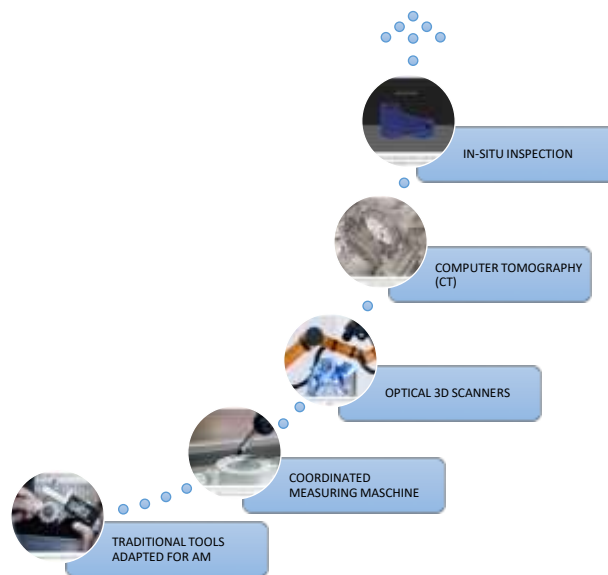 IN-SITU INSPECTION
COMPUTER TOMOGRAPHY
(CT)
OPTICAL 3D SCANNERS
COORDINATED
MEASURING MASCHINE
TRADITIONAL TOOLS
ADAPTED FOR AM